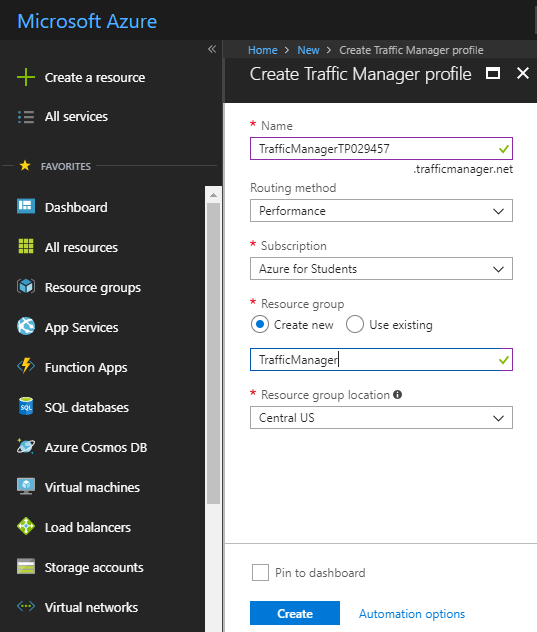 Microsoft Azure
Create a resource
All services
FAVORITES
Dashboard
All resources
Resource groups
App Services
Function Apps
SQL databases
Azure Cosmos DB
Virtual machines
Load balancers
Storage accounts
Virtual networks
Home > New > Create Traffic Manager profile
Create Traffic Manager profile
* Name
TrafficManagerTP029457
.trafficmanager.net
Routing method
Performance
* Subscription
Azure for Students
* Resource group
Create new Use existing
TrafficManager
* Resource group location
Central US
Pin to dashboard
Create Automation options